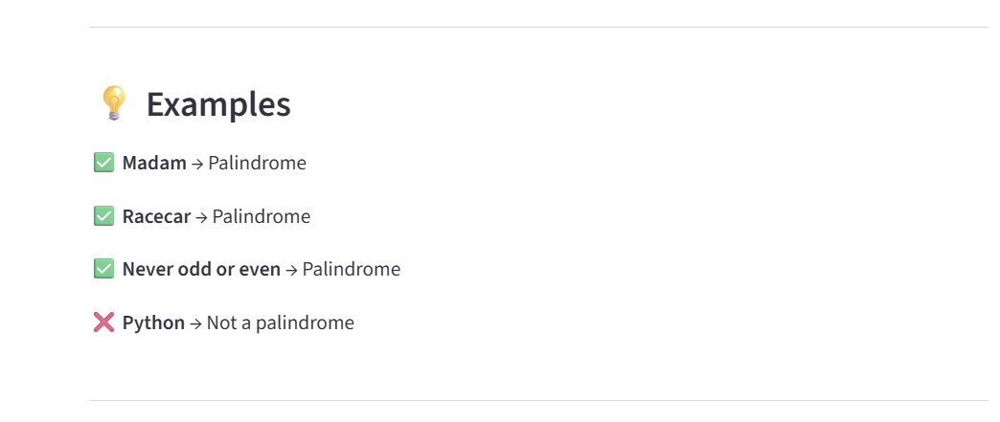 💡 Examples
✅ Madam → Palindrome
✅ Racecar → Palindrome
✅ Never odd or even → Palindrome
❌ Python → Not a palindrome